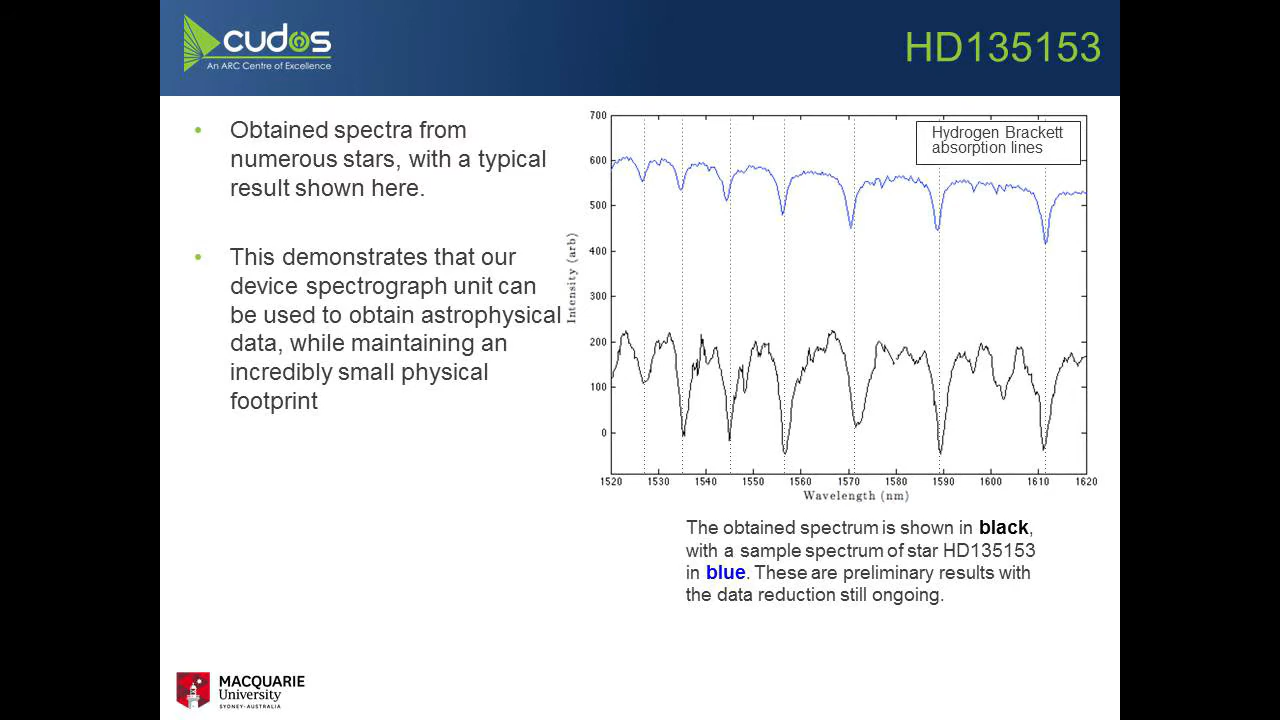 cudos
An ARC Centre of Excellence
HD135153
• Obtained spectra from
numerous stars, with a typical
result shown here.
• This demonstrates that our
device spectrograph unit can
be used to obtain astrophysical
data, while maintaining an
incredibly small physical
footprint
Hydrogen Brackett
absorption lines
700
600
500
400
300
200
100
0
Intensity (arb)
1520 1530 1540 1550 1560 1570 1580 1590 1600 1610 1620
Wavelength (nm)
The obtained spectrum is shown in black,
with a sample spectrum of star HD135153
in blue. These are preliminary results with
the data reduction still ongoing.
MACQUARIE
University
SYDNEY·AUSTRALIA